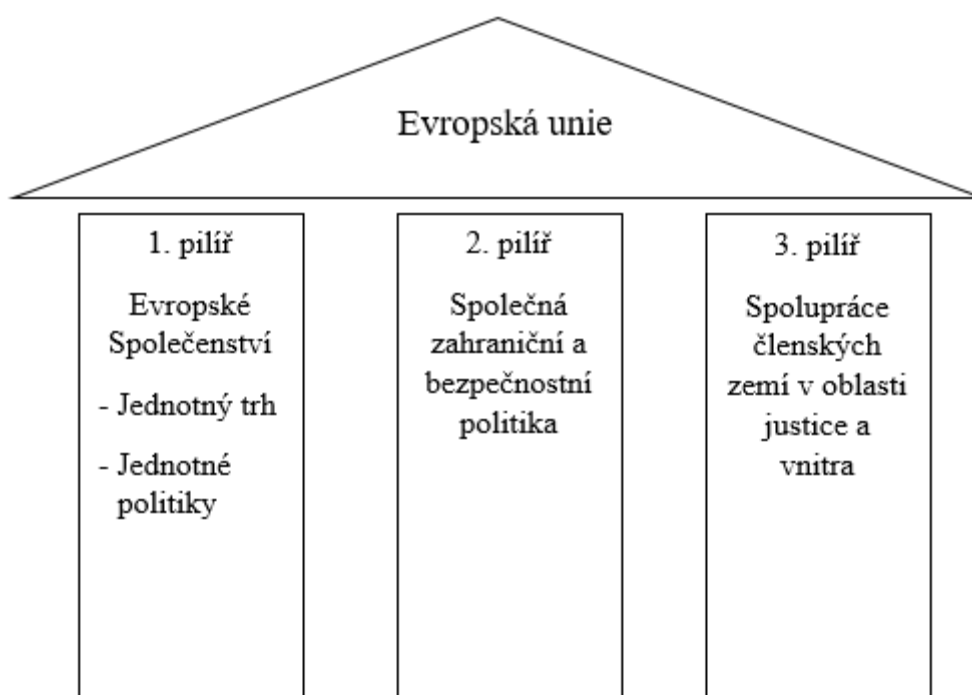 Evropská unie
1. pilíř
Evropské
Společenství
- Jednotný trh
- Jednotné
politiky
2. pilíř
Společná
zahraniční a
bezpečnostní
politika
3. pilíř
Spolupráce
členských
zemí v oblasti
justice a
vnitra